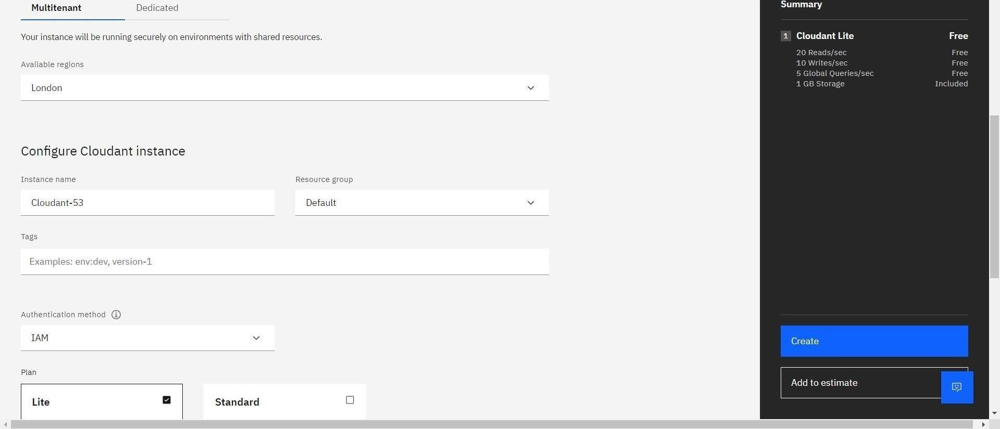 Multitenant
Dedicated
Your instance will be running securely on environments with shared resources.
Available regions
London
Configure Cloudant instance
Instance name
Resource group
Cloudant-53
Default
Tags
Examples: env:dev, version-1
Authentication method
IAM
Plan
Lite
Standard
Summary
1 Cloudant Lite Free
20 Reads/sec Free
10 Writes/sec Free
5 Global Queries/sec Free
1 GB Storage Included
Create
Add to estimate